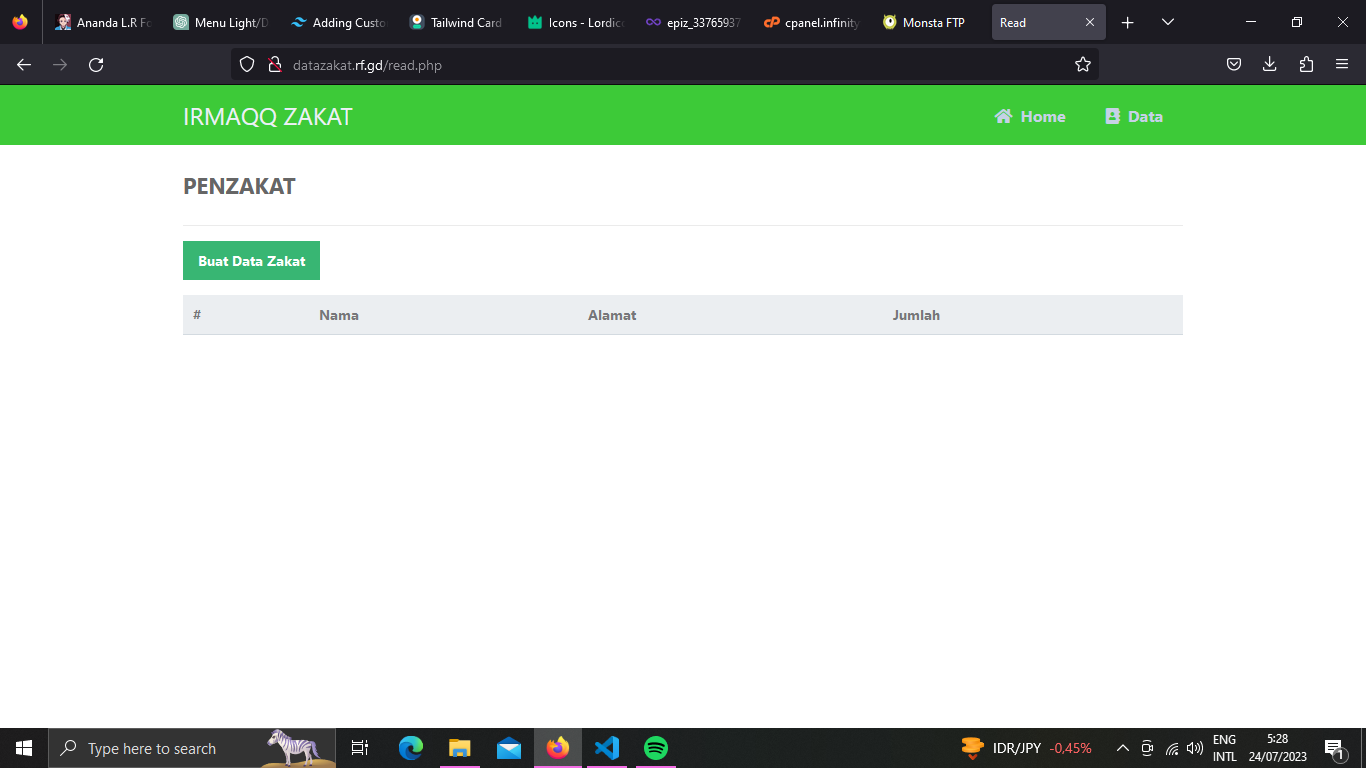 Ananda L.R Fo
Menu Light/D
Adding Custo
Tailwind Card
Icons - Lordico
epiz_33765937
cpanel.infinity
Monsta FTP
Read
datazakat.rf.gd/read.php
IRMAQQ ZAKAT
Home
Data
PENZAKAT
Buat Data Zakat
# Nama Alamat Jumlah
Type here to search
IDR/JPY -0,45%
ENG
INTL
5:28
24/07/2023
1